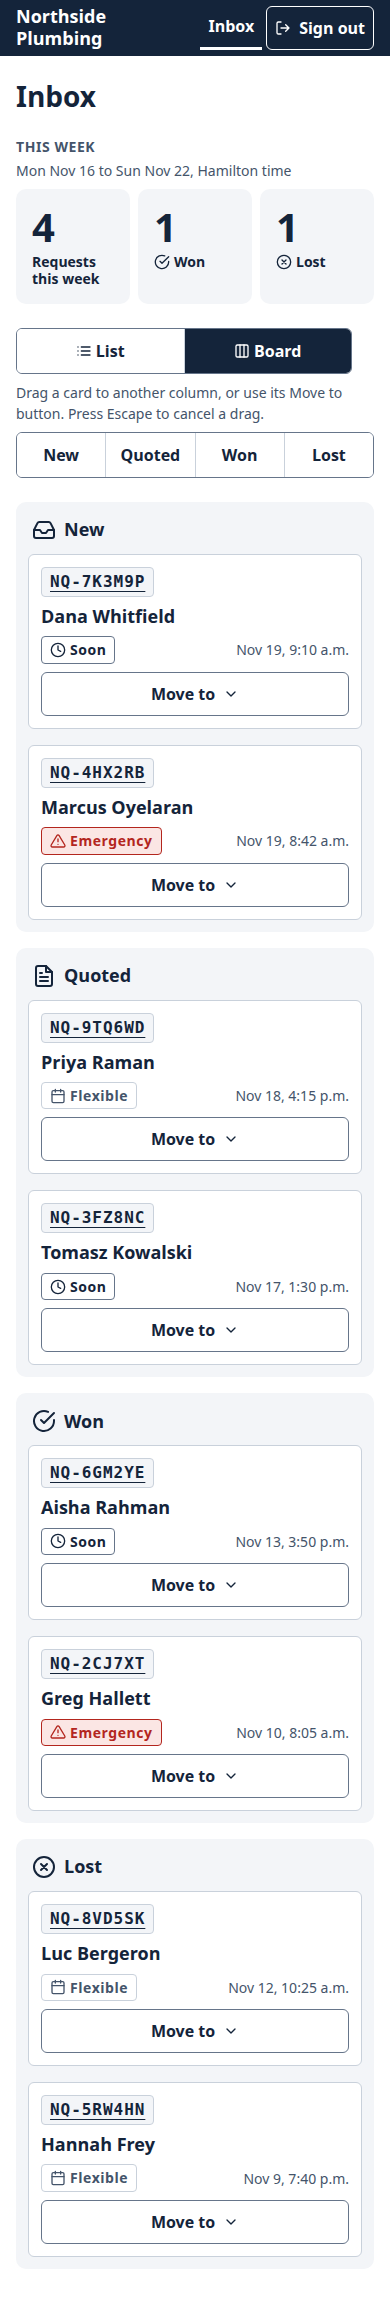 Northside
Plumbing
Inbox
Sign out
Inbox
THIS WEEK
Mon Nov 16 to Sun Nov 22, Hamilton time
4
Requests
this week
1
Won
1
Lost
List
Board
Drag a card to another column, or use its Move to
button. Press Escape to cancel a drag.
New
Quoted
Won
Lost
New
NQ-7K3M9P
Dana Whitfield
Soon
Nov 19, 9:10 a.m.
Move to
NQ-4HX2RB
Marcus Oyelaran
Emergency
Nov 19, 8:42 a.m.
Move to
Quoted
NQ-9TQ6WD
Priya Raman
Flexible
Nov 18, 4:15 p.m.
Move to
NQ-3FZ8NC
Tomasz Kowalski
Soon
Nov 17, 1:30 p.m.
Move to
Won
NQ-6GM2YE
Aisha Rahman
Soon
Nov 13, 3:50 p.m.
Move to
NQ-2CJ7XT
Greg Hallett
Emergency
Nov 10, 8:05 a.m.
Move to
Lost
NQ-8VD5SK
Luc Bergeron
Flexible
Nov 12, 10:25 a.m.
Move to
NQ-5RW4HN
Hannah Frey
Flexible
Nov 9, 7:40 p.m.
Move to